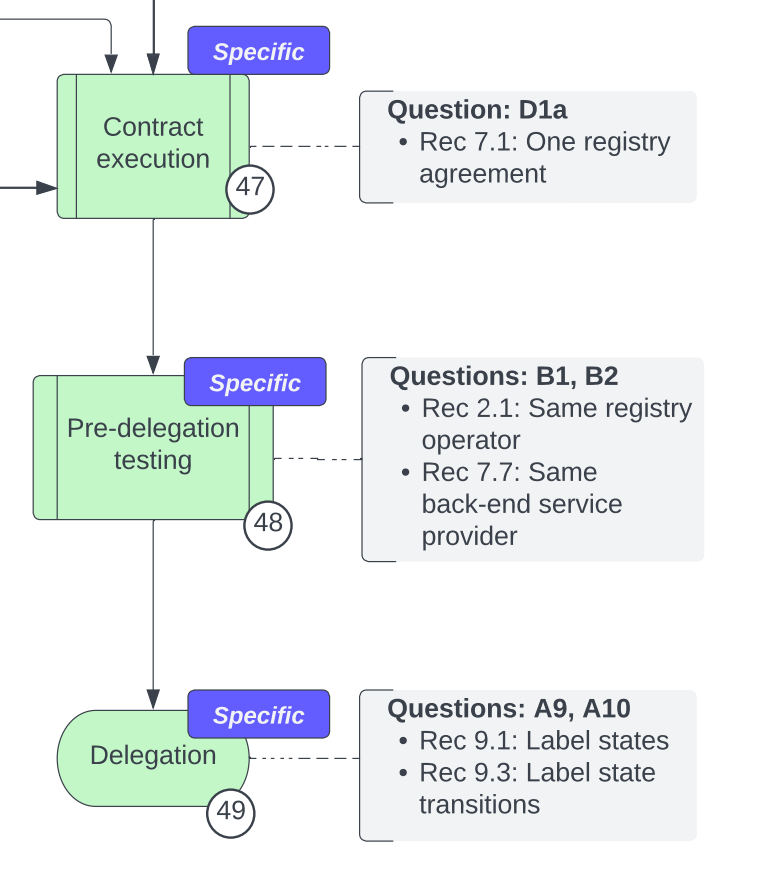 Specific
Contract
execution
47
Question: D1a
• Rec 7.1: One registry
agreement
Specific
Pre-delegation
testing
48
Questions: B1, B2
• Rec 2.1: Same registry
operator
• Rec 7.7: Same
back-end service
provider
Specific
Delegation
49
Questions: A9, A10
• Rec 9.1: Label states
• Rec 9.3: Label state
transitions